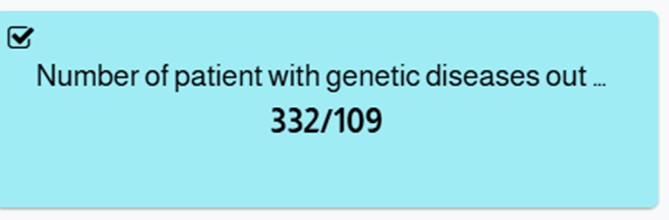 Number of patient with genetic diseases out ...
332/109